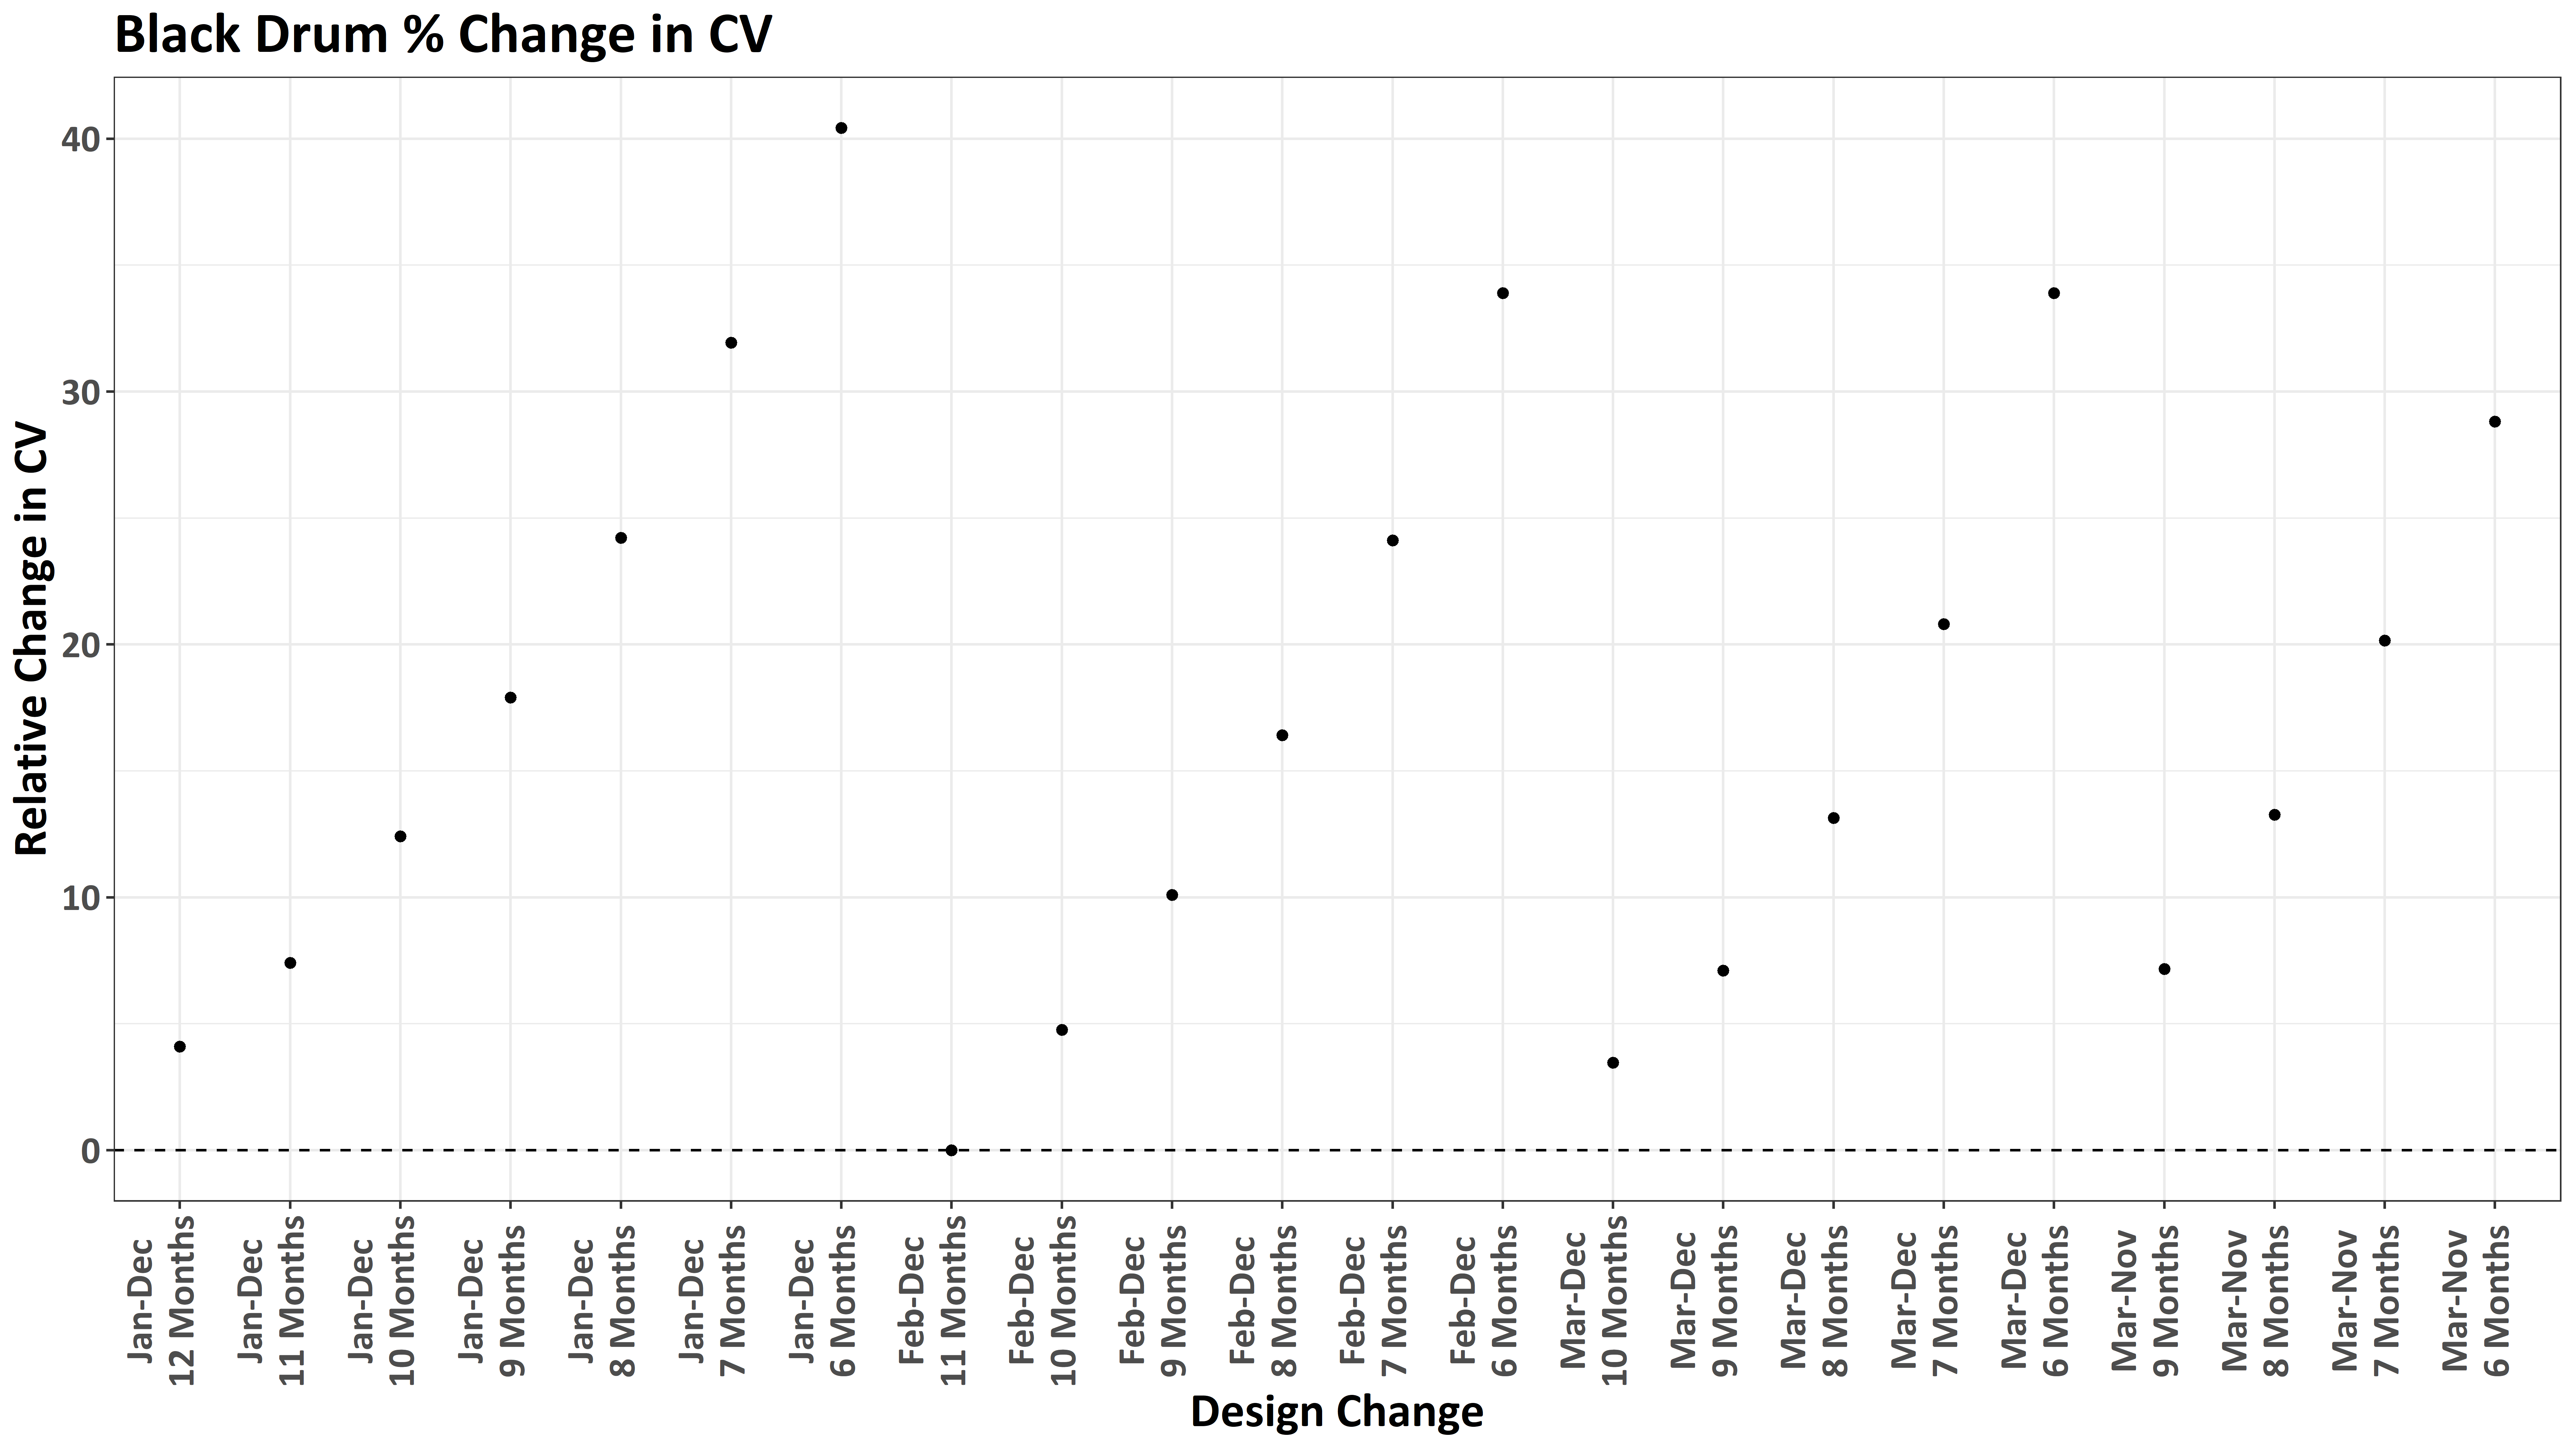 Black Drum % Change in CV
Relative Change in CV
40
30
20
10
0
Jan-Dec
12 Months
Jan-Dec
11 Months
Jan-Dec
10 Months
Jan-Dec
9 Months
Jan-Dec
8 Months
Jan-Dec
7 Months
Jan-Dec
6 Months
Feb-Dec
11 Months
Feb-Dec
10 Months
Feb-Dec
9 Months
Feb-Dec
8 Months
Feb-Dec
7 Months
Feb-Dec
6 Months
Mar-Dec
10 Months
Mar-Dec
9 Months
Mar-Dec
8 Months
Mar-Dec
7 Months
Mar-Dec
6 Months
Mar-Nov
9 Months
Mar-Nov
8 Months
Mar-Nov
7 Months
Mar-Nov
6 Months
Design Change